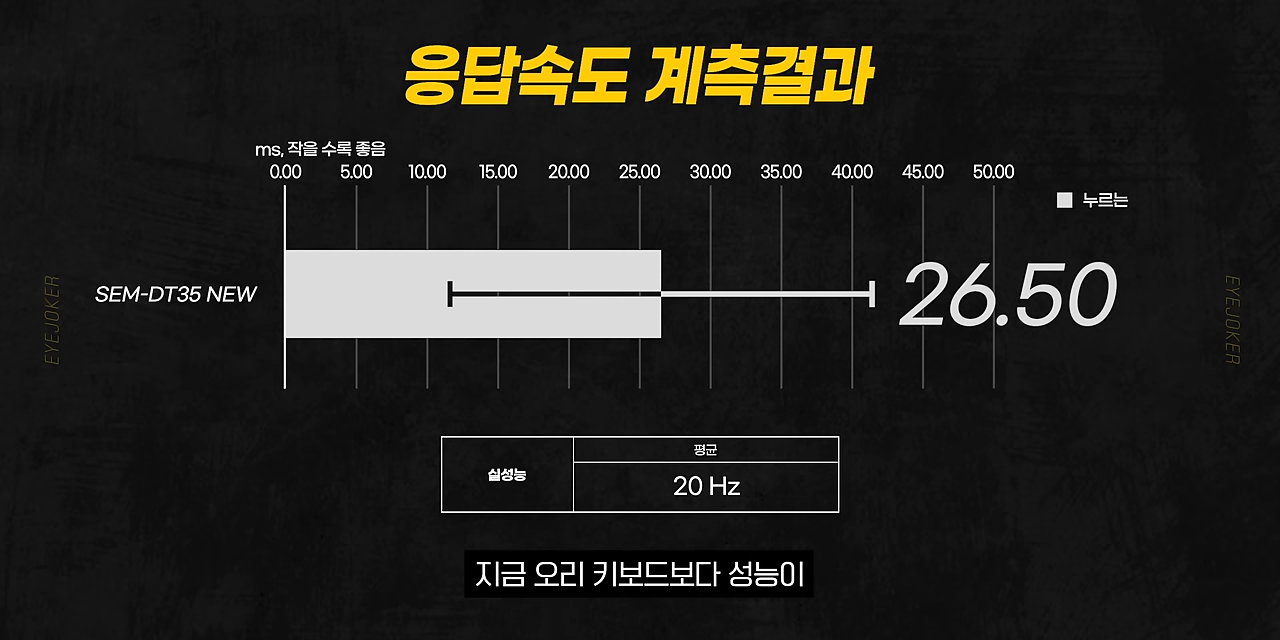 응답속도 계측결과
ms, 작을 수록 좋음
0.00 5.00 10.00 15.00 20.00 25.00 30.00 35.00 40.00 45.00 50.00
누르는
SEM-DT35 NEW
26.50
EYEJOKER
EYEJOKER
평균
실성능
20 Hz
지금 오리 키보드보다 성능이